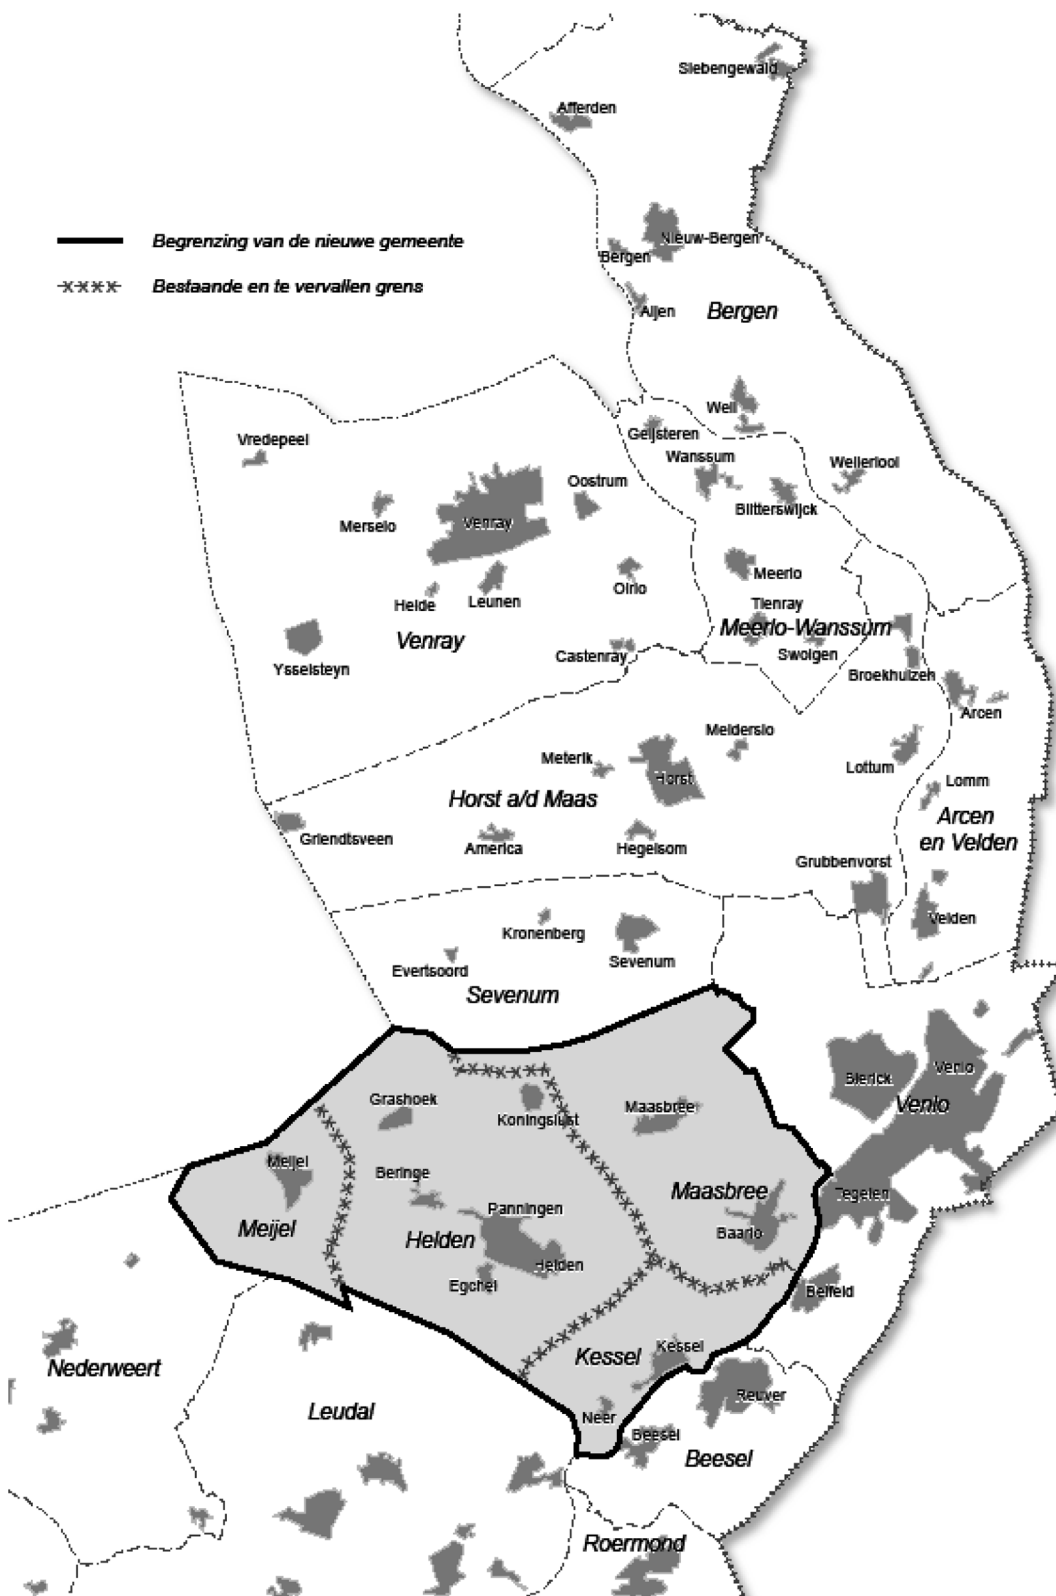 Siebengewald
Afferden
Nieuw-Bergen
Bergen
Begrenzing van de nieuwe gemeente
Bestaande en te vervallen grens
Aijen
Bergen
Well
Geijsteren
Vredepeel
Wanssum
Wellerlooi
Oostrum
Blitterswijck
Merselo
Venray
Meerlo
Oirlo
Heide
Leunen
Tienray
Meerlo-Wanssum
Venray
Castenray
Swolgen
Ysselsteyn
Broekhuizen
Arcen
Melderslo
Meterik
Lottum
Horst
Lomm
Horst a/d Maas
Arcen
en Velden
Griendtsveen
America
Hegelsom
Grubbenvorst
Velden
Kronenberg
Sevenum
Evertsoord
Sevenum
Venlo
Blerick
Venlo
Grashoek
Koningslust
Maasbree
Meijel
Beringe
Maasbree
Tegelen
Panningen
Meijel
Helden
Baarlo
Helden
Egchel
Belfeld
Kessel
Kessel
Nederweert
Reuver
Leudal
Neer
Beesel
Beesel
Roermond